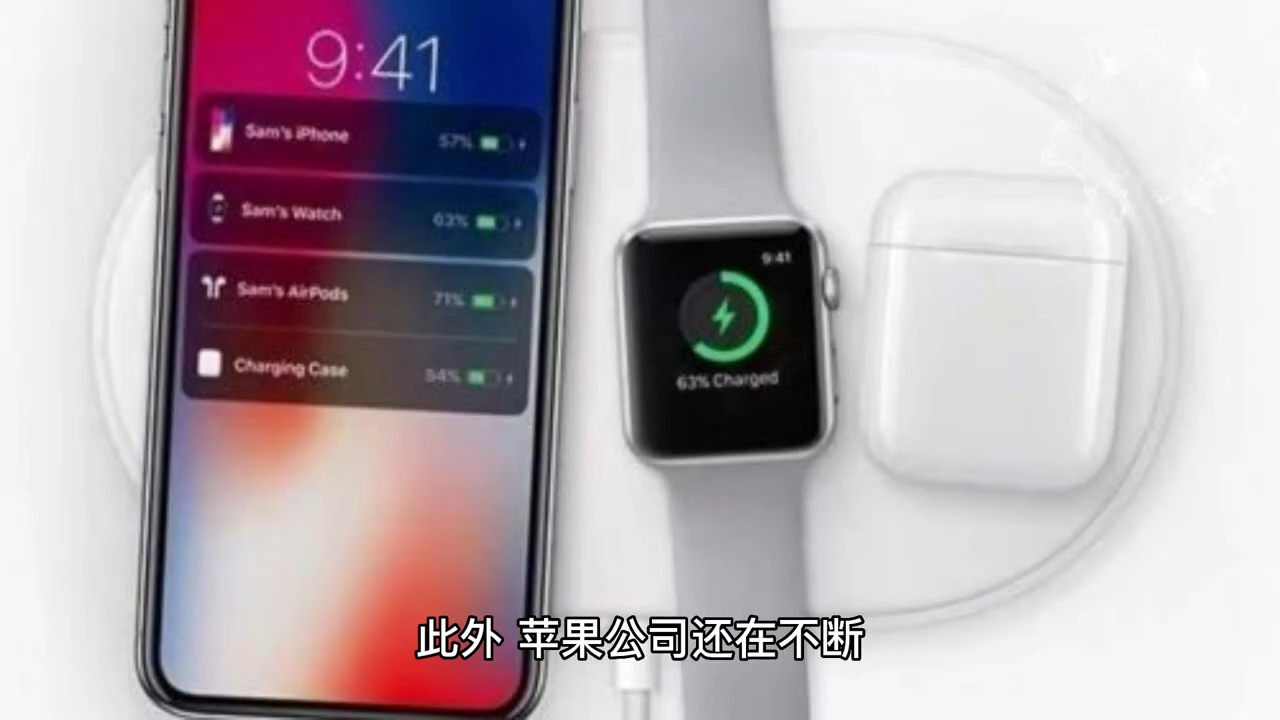 9:41
Sam's iPhone 57%
Sam's Watch 63%
Sam's AirPods 71%
Charging Case 54%
9:41
63% Charged
此外 苹果公司还在不断